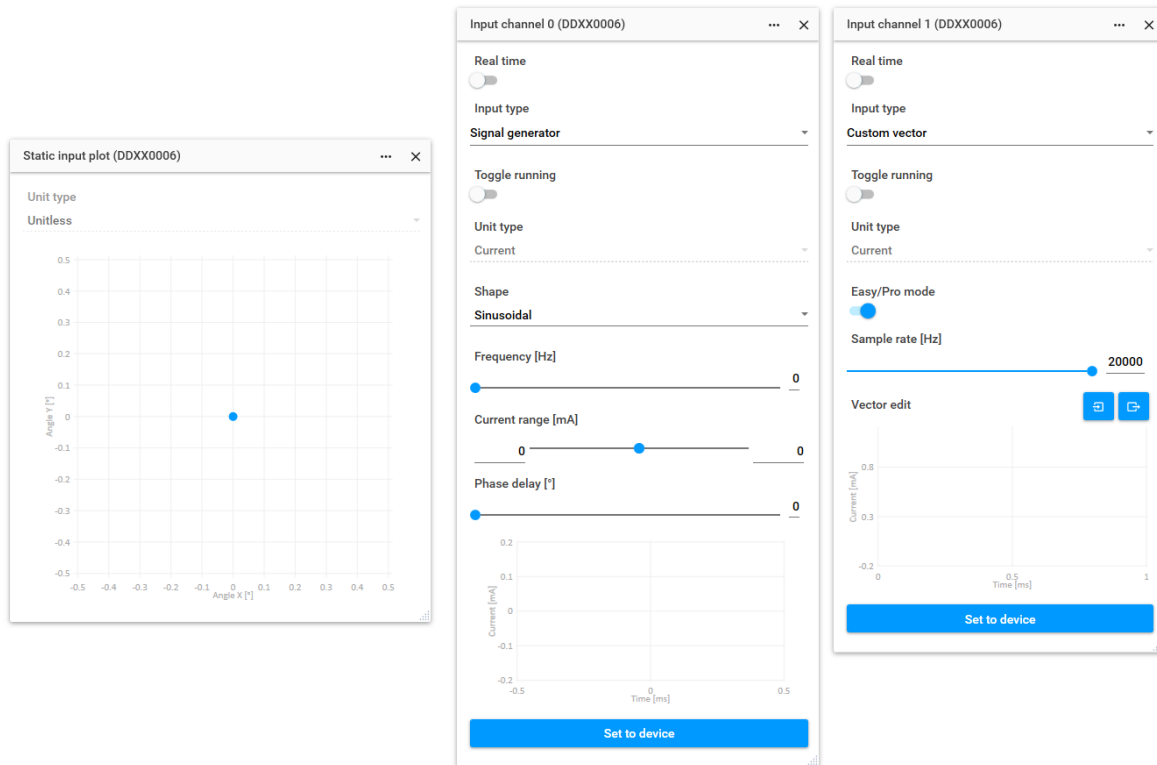 Static input plot (DDXX0006)
Unit type
Unitless
0.5
0.4
0.3
0.2
0.1
0
-0.1
-0.2
-0.3
-0.4
-0.5
Angle Y [°]
-0.5 -0.4 -0.3 -0.2 -0.1 0 0.1 0.2 0.3 0.4 0.5
Angle X [°]
Input channel 0 (DDXX0006)
Real time
Input type
Signal generator
Toggle running
Unit type
Current
Shape
Sinusoidal
Frequency [Hz]
0
Current range [mA]
0 0
Phase delay [°]
0
0.2
0.1
0
-0.1
-0.2
Current [mA]
-0.5 0 0.5
Time [ms]
Set to device
Input channel 1 (DDXX0006)
Real time
Input type
Custom vector
Toggle running
Unit type
Current
Easy/Pro mode
Sample rate [Hz]
20000
Vector edit
0.8
0.3
-0.2
Current [mA]
0 0.5 1
Time [ms]
Set to device